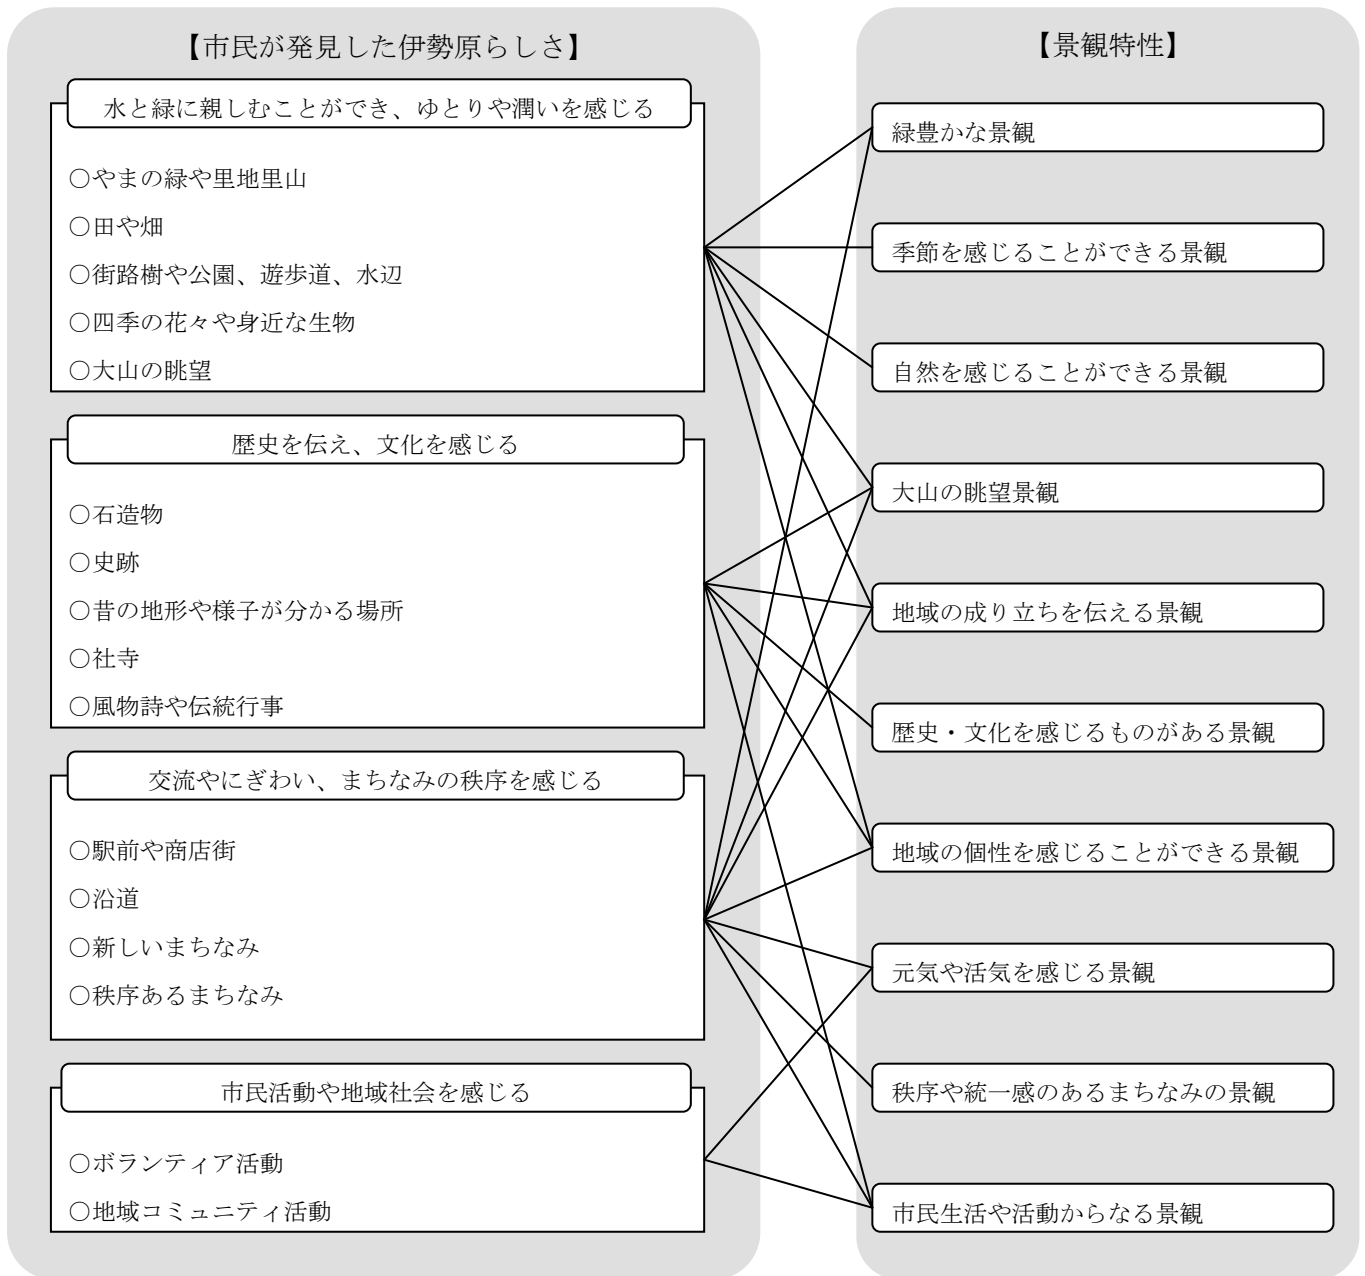 【市民が発見した伊勢原らしさ】
水と緑に親しむことができ、ゆとりや潤いを感じる
〇やまの緑や里地里山
〇田や畑
〇街路樹や公園、遊歩道、水辺
〇四季の花々や身近な生物
〇大山の眺望
歴史を伝え、文化を感じる
〇石造物
〇史跡
〇昔の地形や様子が分かる場所
〇社寺
〇風物詩や伝統行事
交流やにぎわい、まちなみの秩序を感じる
〇駅前や商店街
〇沿道
〇新しいまちなみ
〇秩序あるまちなみ
市民活動や地域社会を感じる
〇ボランティア活動
〇地域コミュニティ活動
【景観特性】
緑豊かな景観
季節を感じることができる景観
自然を感じることができる景観
大山の眺望景観
地域の成り立ちを伝える景観
歴史・文化を感じるものがある景観
地域の個性を感じることができる景観
元気や活気を感じる景観
秩序や統一感のあるまちなみの景観
市民生活や活動からなる景観